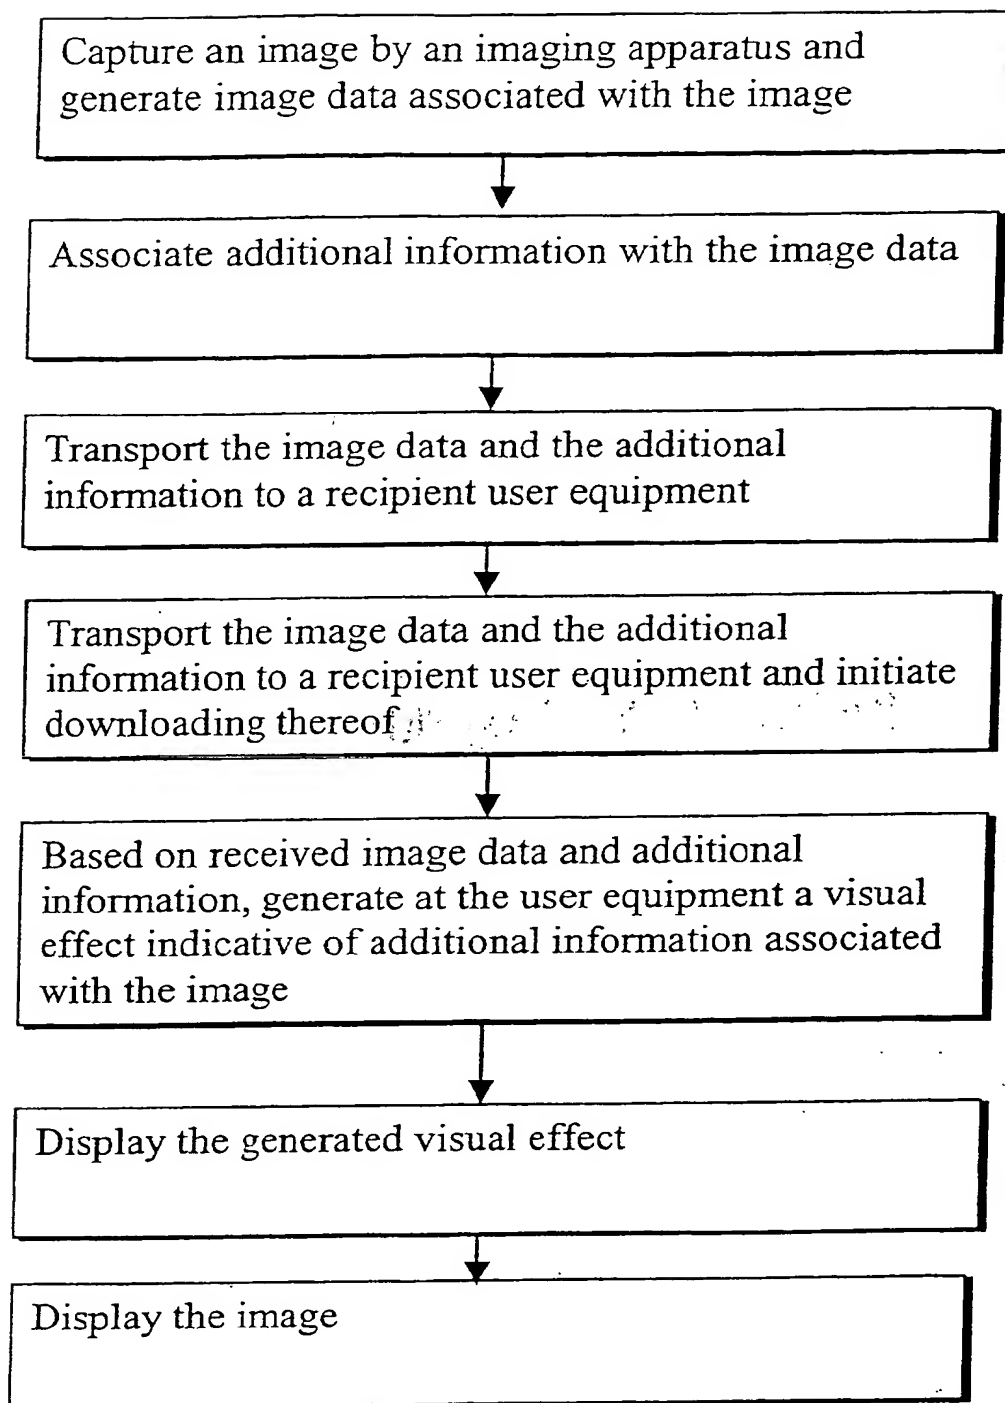 Capture an image by an imaging apparatus and
generate image data associated with the image
Associate additional information with the image data
Transport the image data and the additional
information to a recipient user equipment
Transport the image data and the additional
information to a recipient user equipment and initiate
downloading thereof
Based on received image data and additional
information, generate at the user equipment a visual
effect indicative of additional information associated
with the image
Display the generated visual effect
Display the image